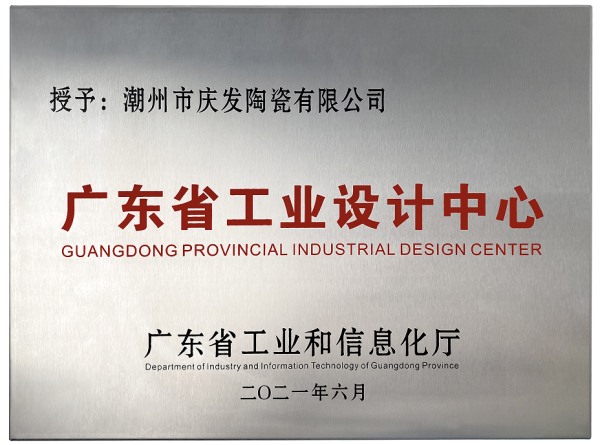 授予：潮州市庆发陶瓷有限公司
广东省工业设计中心
GUANGDONG PROVINCIAL INDUSTRIAL DESIGN CENTER
广东省工业和信息化厅
Department of Industry and Information Technology of Guangdong Province
二〇二一年六月